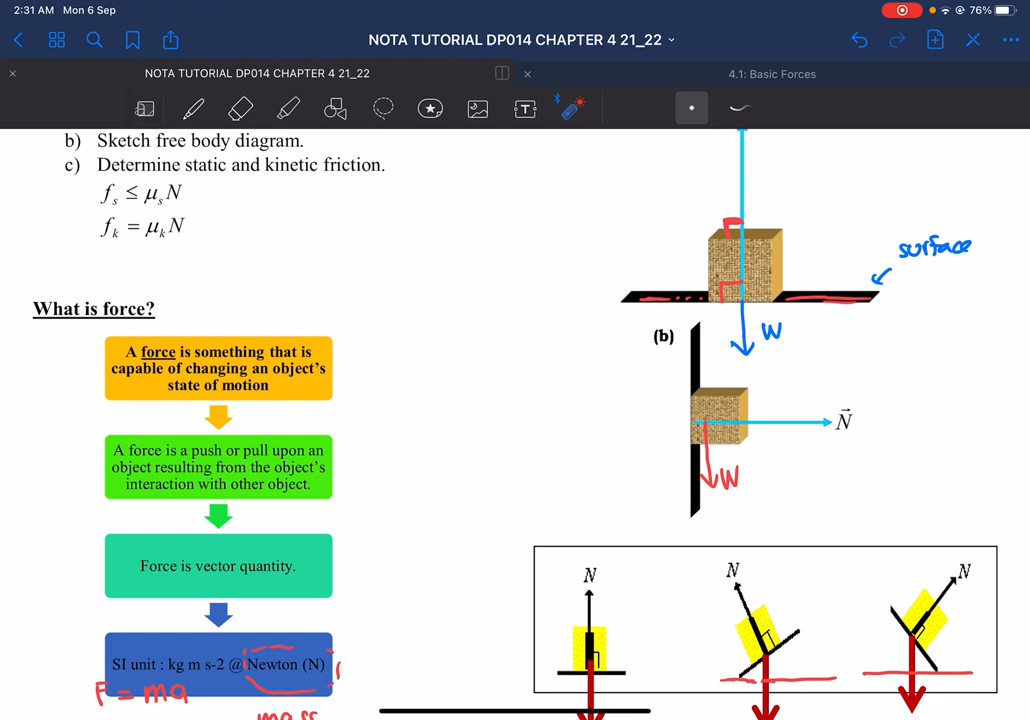 2:31 AM Mon 6 Sep
76%
NOTA TUTORIAL DP014 CHAPTER 4 21_22
NOTA TUTORIAL DP014 CHAPTER 4 21_22
4.1: Basic Forces
b) Sketch free body diagram.
c) Determine static and kinetic friction.
fₛ ≤ μₛN
fₖ = μₖN
What is force?
A force is something that is
capable of changing an object's
state of motion
A force is a push or pull upon an
object resulting from the object's
interaction with other object.
Force is vector quantity.
SI unit : kg m s-2 @ Newton (N)
F = ma
mass
surface
W
(b)
N⃗
W
N
N
N